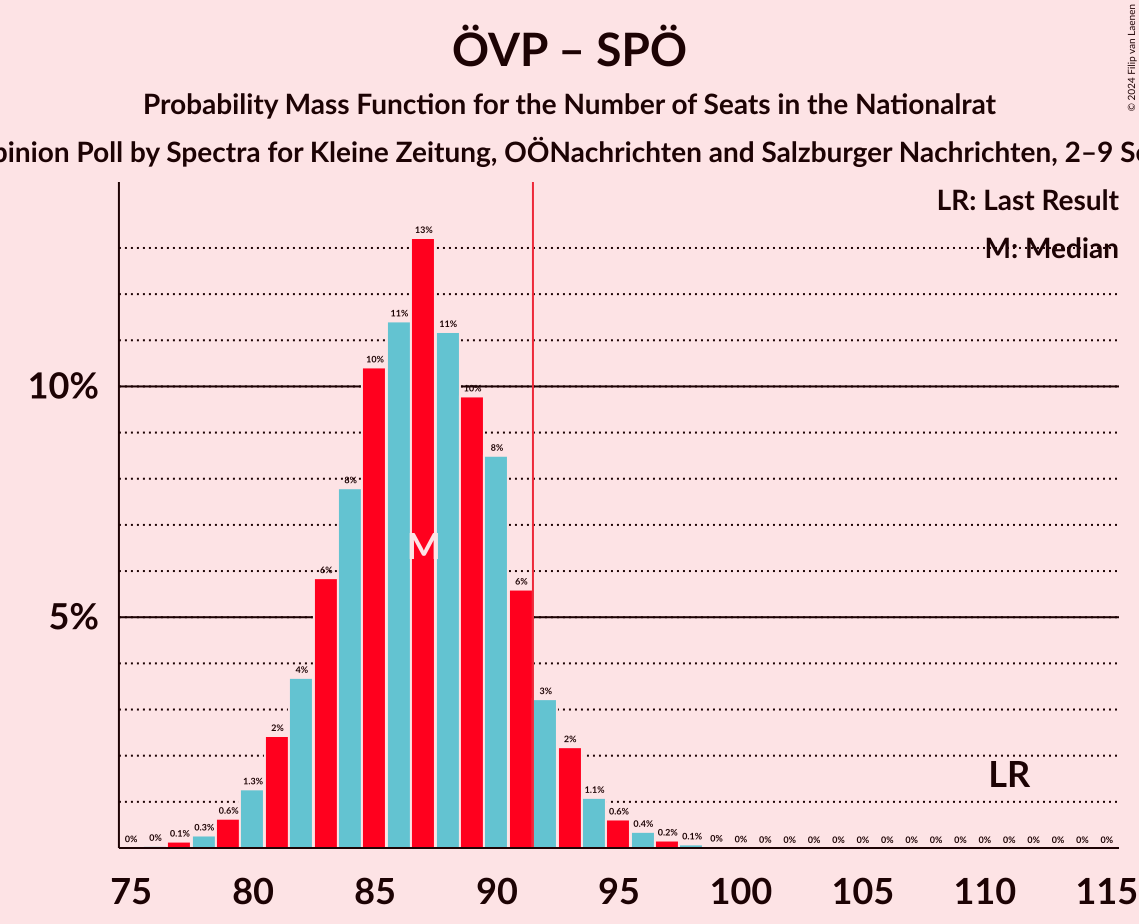 ÖVP – SPÖ
Probability Mass Function for the Number of Seats in the Nationalrat
pinion Poll by Spectra for Kleine Zeitung, OÖNachrichten and Salzburger Nachrichten, 2–9 Se
© 2024 Filip van Laenen
LR: Last Result
M: Median
13%
11%
11%
10%
10%
10%
8%
8%
M
6%
6%
5%
4%
3%
2%
2%
1.3%
1.1%
LR
0% 0% 0.1% 0.3% 0.6% 0.6% 0.4% 0.2% 0.1% 0% 0% 0% 0% 0% 0% 0% 0% 0% 0% 0% 0% 0% 0% 0% 0% 0%
75 80 85 90 95 100 105 110 115